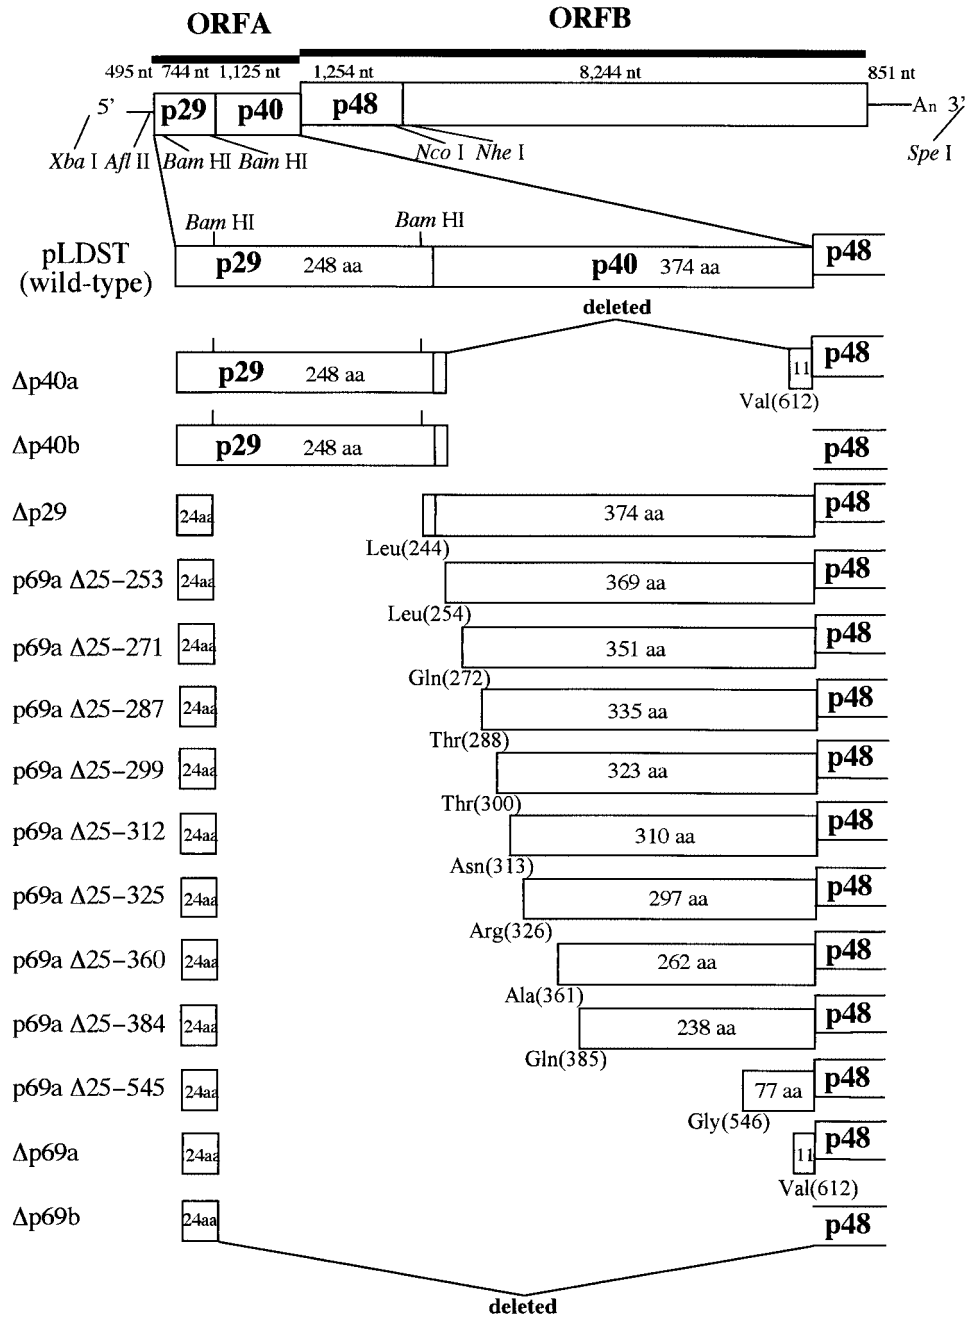 ORFA ORFB
495 nt 744 nt 1,125 nt 1,254 nt 8,244 nt 851 nt
5’ p29 p40 p48 An 3’
Xba I Afl II Bam HI Bam HI Nco I Nhe I Spe I
Bam HI Bam HI
pLDST
(wild-type)
p29 248 aa p40 374 aa p48
deleted
Δp40a p29 248 aa 11 p48
Val(612)
Δp40b p29 248 aa p48
Δp29 24aa 374 aa p48
Leu(244)
p69a Δ25–253 24aa 369 aa p48
Leu(254)
p69a Δ25–271 24aa 351 aa p48
Gln(272)
p69a Δ25–287 24aa 335 aa p48
Thr(288)
p69a Δ25–299 24aa 323 aa p48
Thr(300)
p69a Δ25–312 24aa 310 aa p48
Asn(313)
p69a Δ25–325 24aa 297 aa p48
Arg(326)
p69a Δ25–360 24aa 262 aa p48
Ala(361)
p69a Δ25–384 24aa 238 aa p48
Gln(385)
p69a Δ25–545 24aa 77 aa p48
Gly(546)
Δp69a 24aa 11 p48
Val(612)
Δp69b 24aa p48
deleted